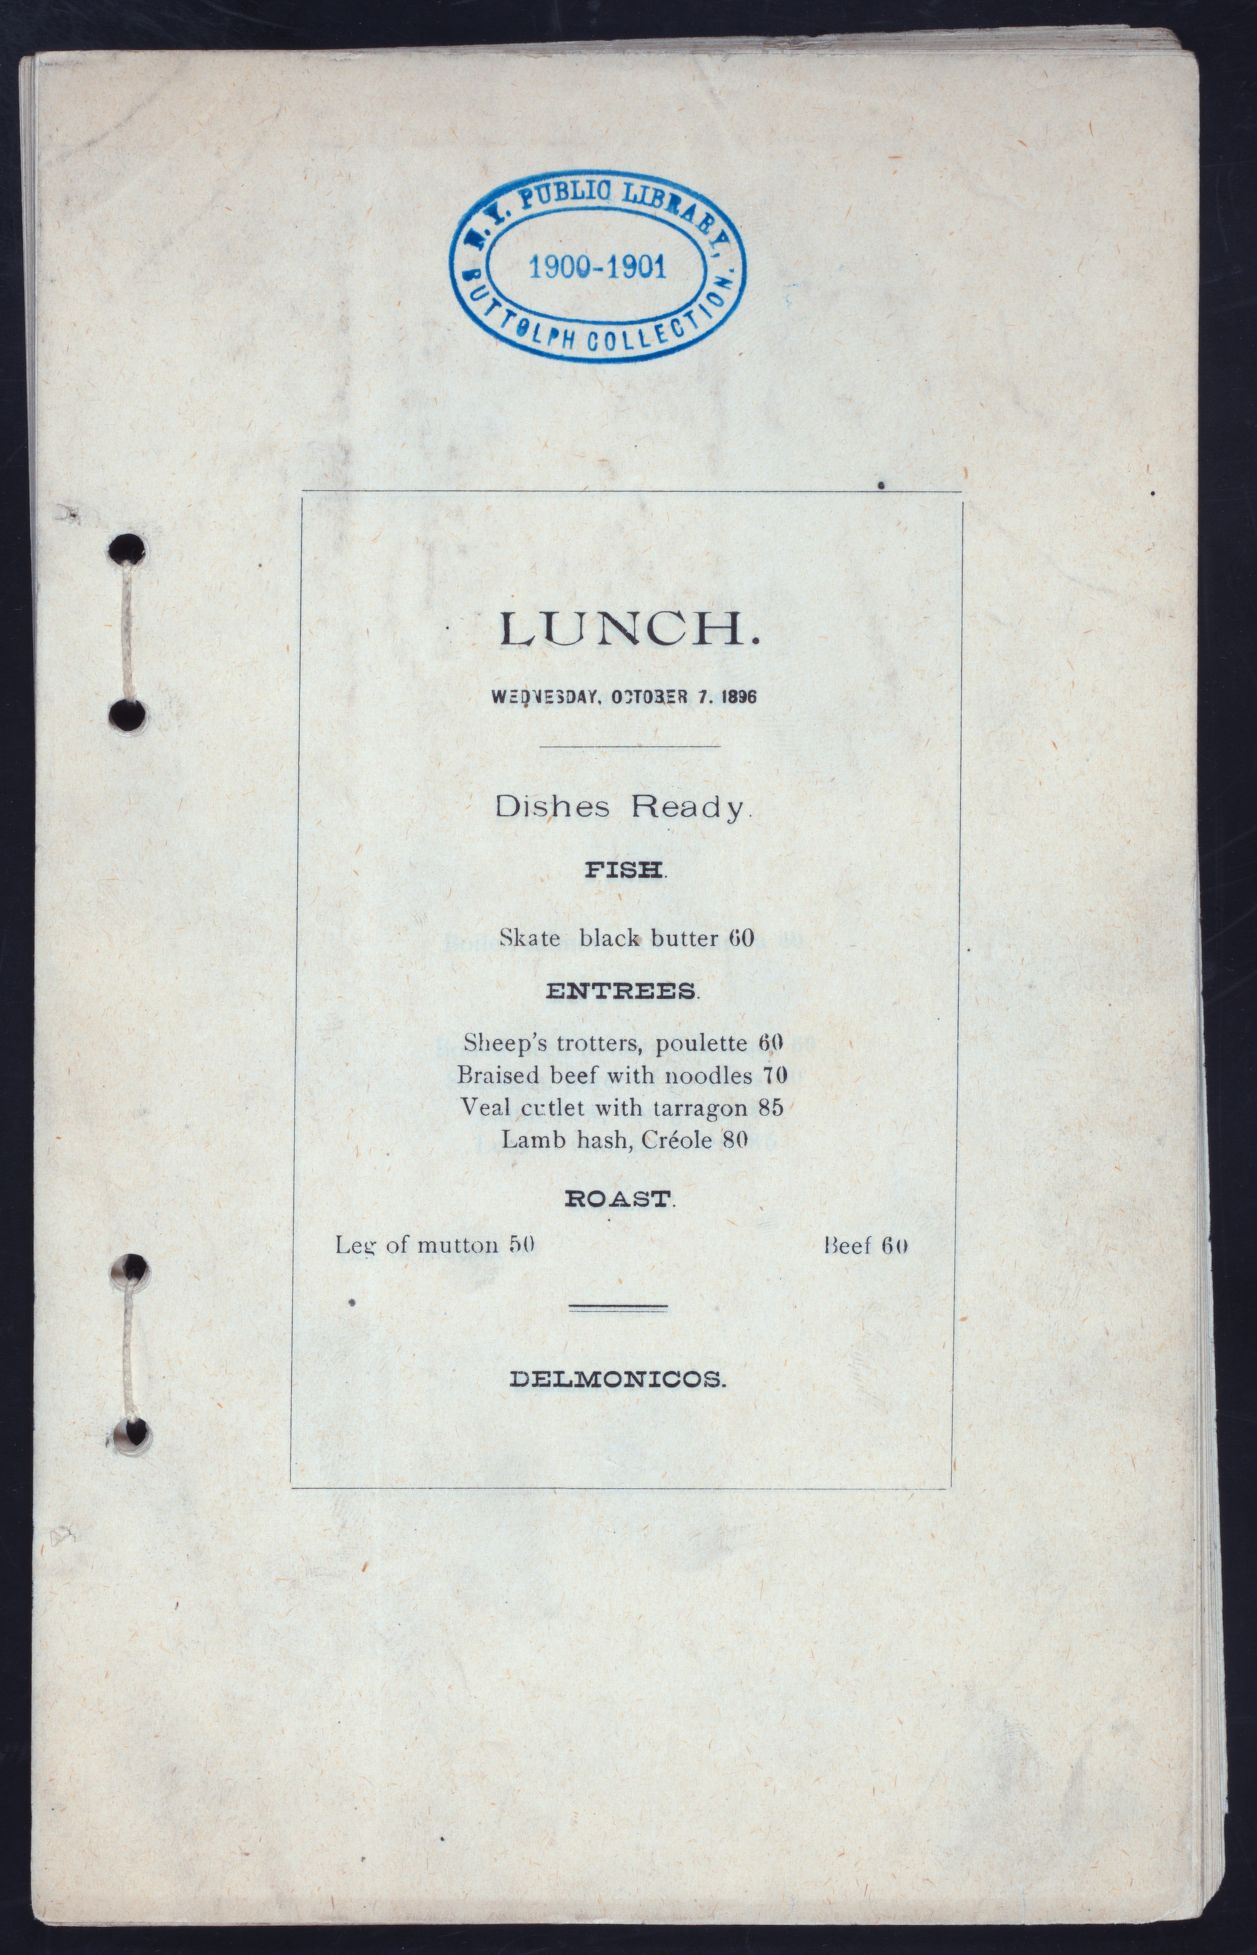 N.Y. PUBLIC LIBRARY,
1900-1901
BUTTOLPH COLLECTION.
LUNCH.
WEDNESDAY, OCTOBER 7. 1896
Dishes Ready.
FISH.
Skate black butter 60
ENTREES.
Sheep's trotters, poulette 60
Braised beef with noodles 70
Veal cutlet with tarragon 85
Lamb hash, Créole 80
ROAST.
Leg of mutton 50 Beef 60
DELMONICOS.